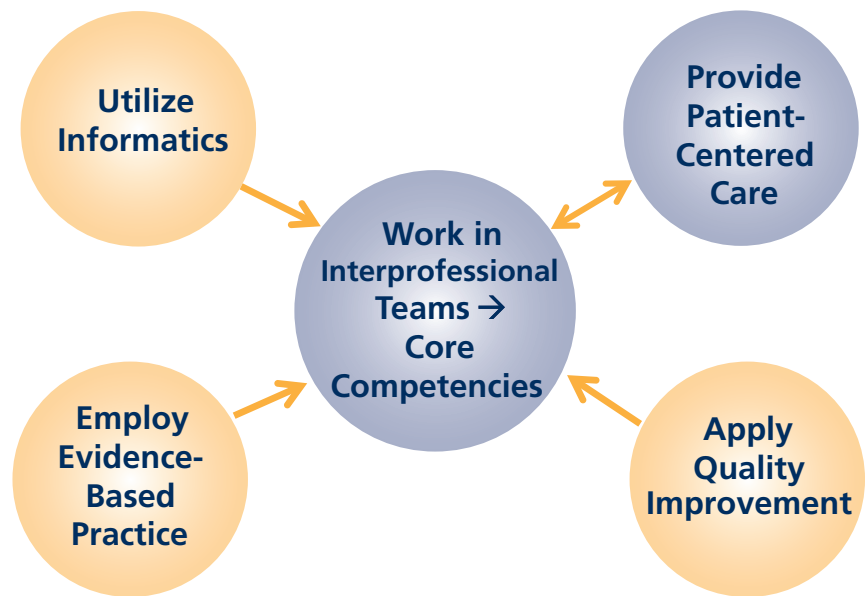 Utilize
Informatics
Provide
Patient-
Centered
Care
Work in
Interprofessional
Teams →
Core
Competencies
Employ
Evidence-
Based
Practice
Apply
Quality
Improvement